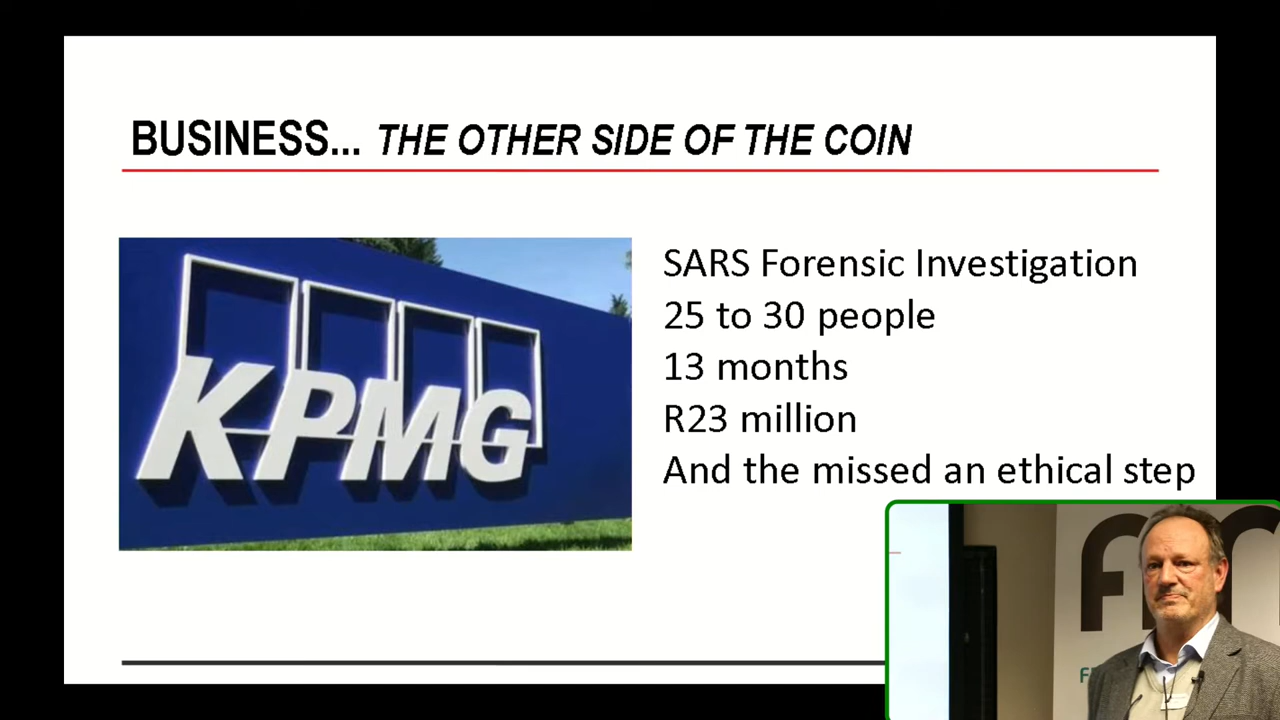 BUSINESS... THE OTHER SIDE OF THE COIN
KPMG
SARS Forensic Investigation
25 to 30 people
13 months
R23 million
And the missed an ethical step